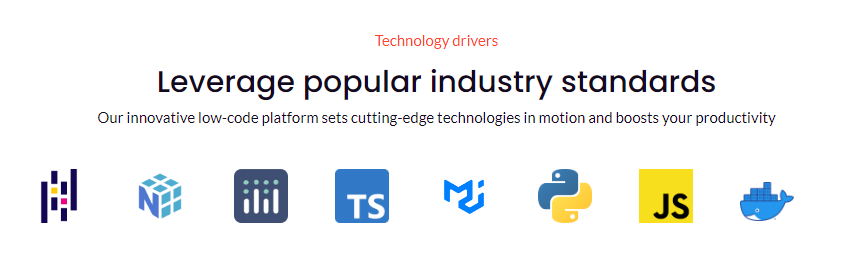 Technology drivers
Leverage popular industry standards
Our innovative low-code platform sets cutting-edge technologies in motion and boosts your productivity
N TS JS